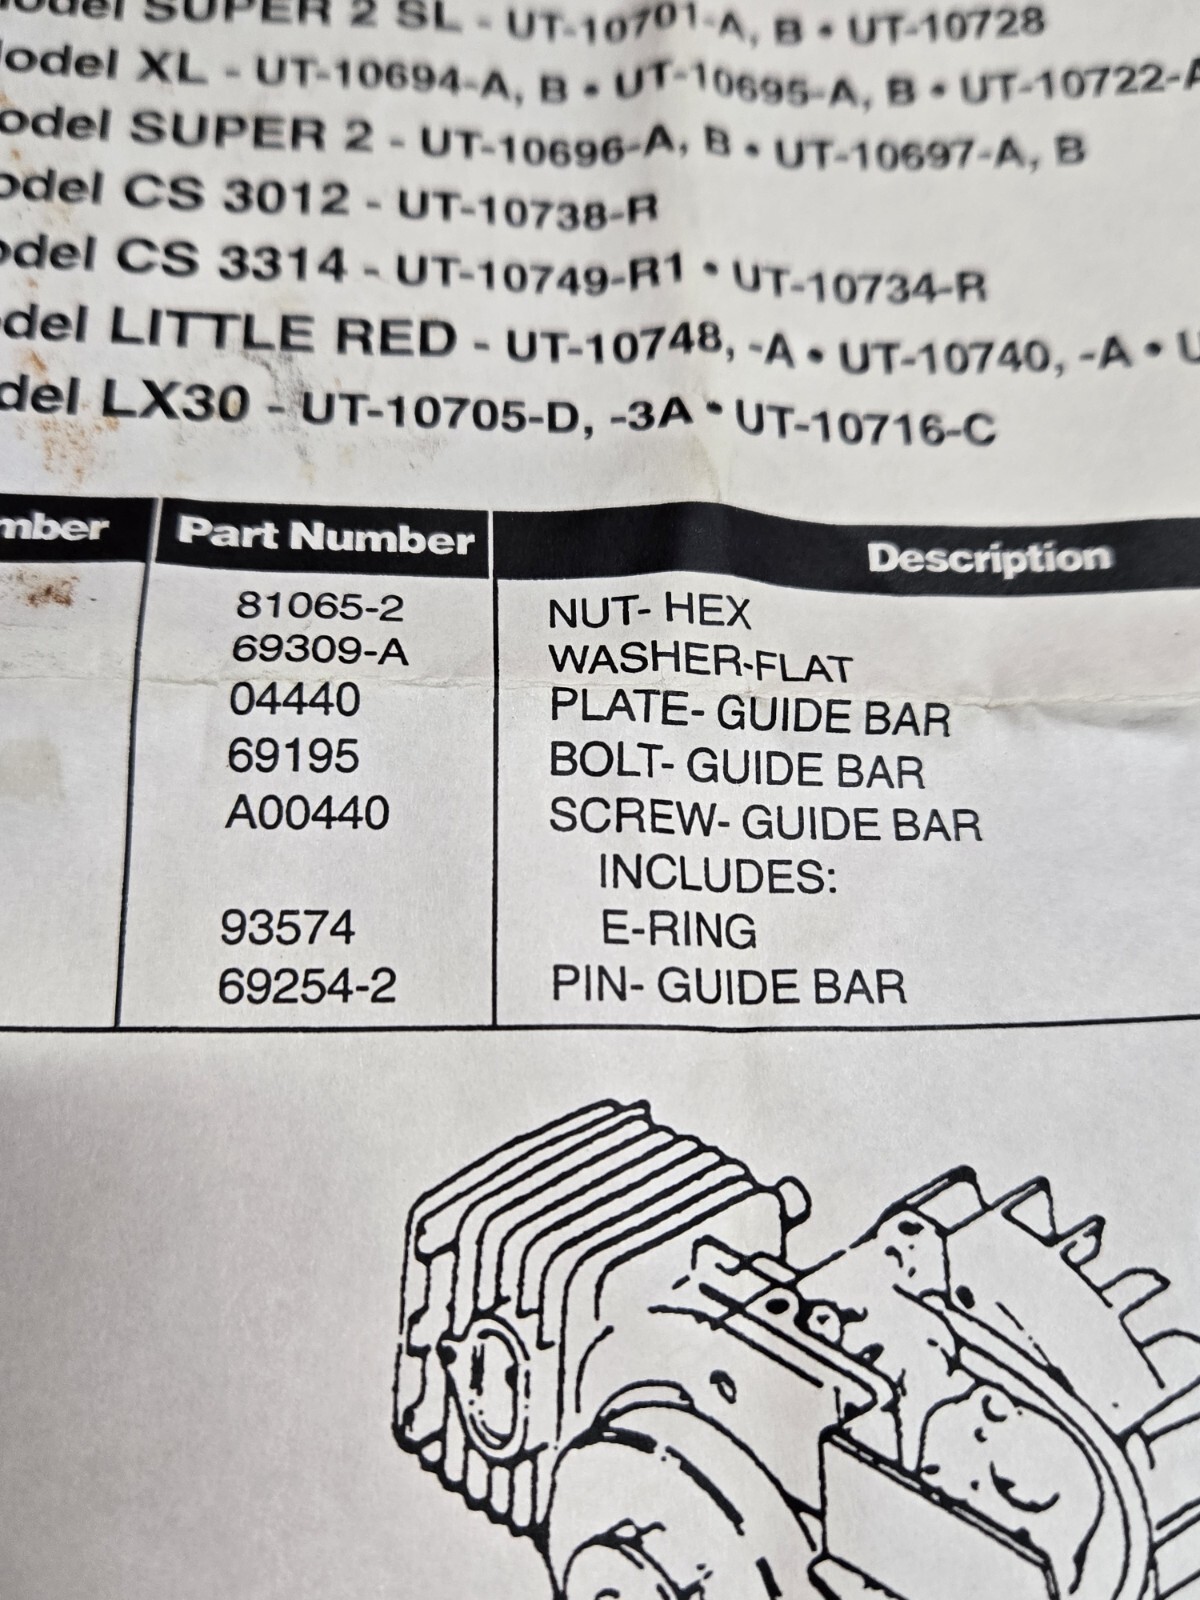 odel SUPER 2 SL - UT-10701-A, B • UT-10728
odel XL - UT-10694-A, B • UT-10695-A, B • UT-10722-A
odel SUPER 2 - UT-10696-A, B • UT-10697-A, B
odel CS 3012 - UT-10738-R
odel CS 3314 - UT-10749-R1 • UT-10734-R
del LITTLE RED - UT-10748, -A • UT-10740, -A • U
del LX30 - UT-10705-D, -3A • UT-10716-C
mber Part Number Description
81065-2 NUT- HEX
69309-A WASHER-FLAT
04440 PLATE- GUIDE BAR
69195 BOLT- GUIDE BAR
A00440 SCREW- GUIDE BAR
INCLUDES:
93574 E-RING
69254-2 PIN- GUIDE BAR